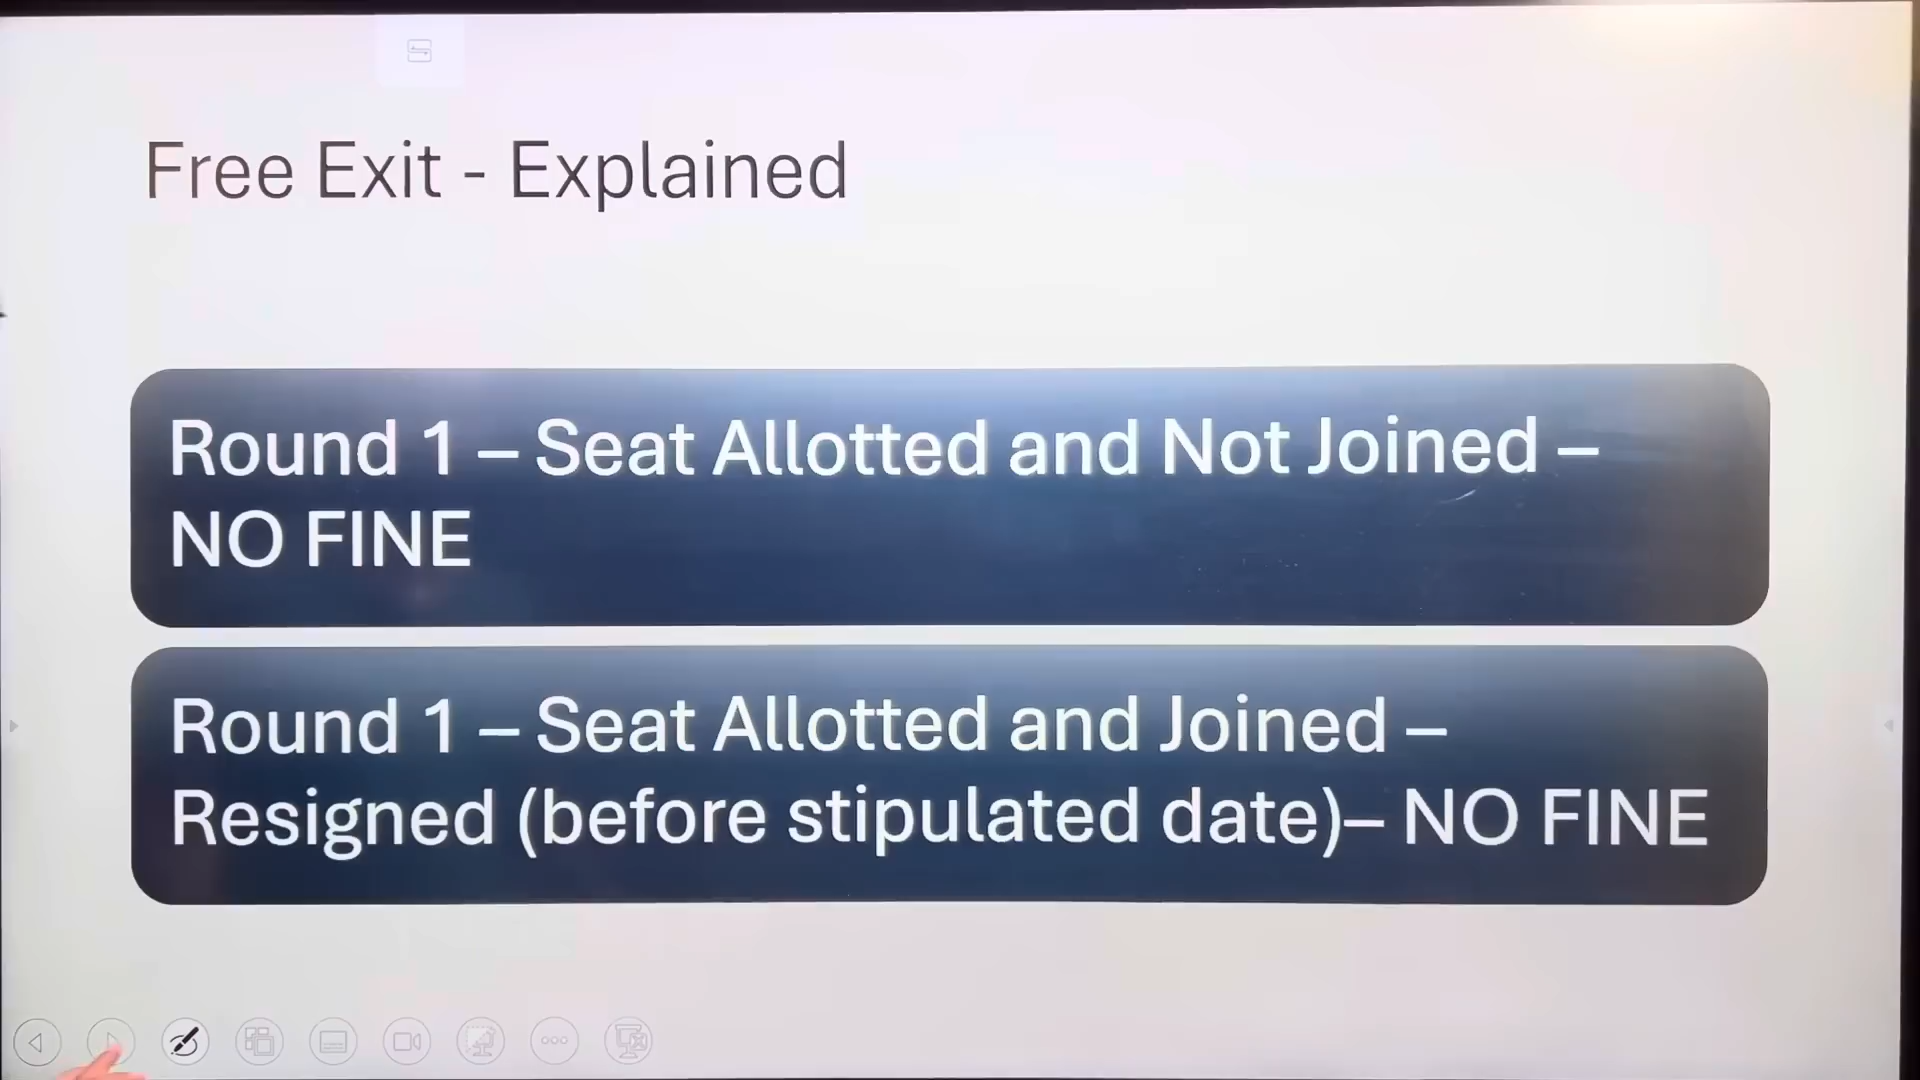 Free Exit - Explained
Round 1 – Seat Allotted and Not Joined –
NO FINE
Round 1 – Seat Allotted and Joined –
Resigned (before stipulated date)– NO FINE